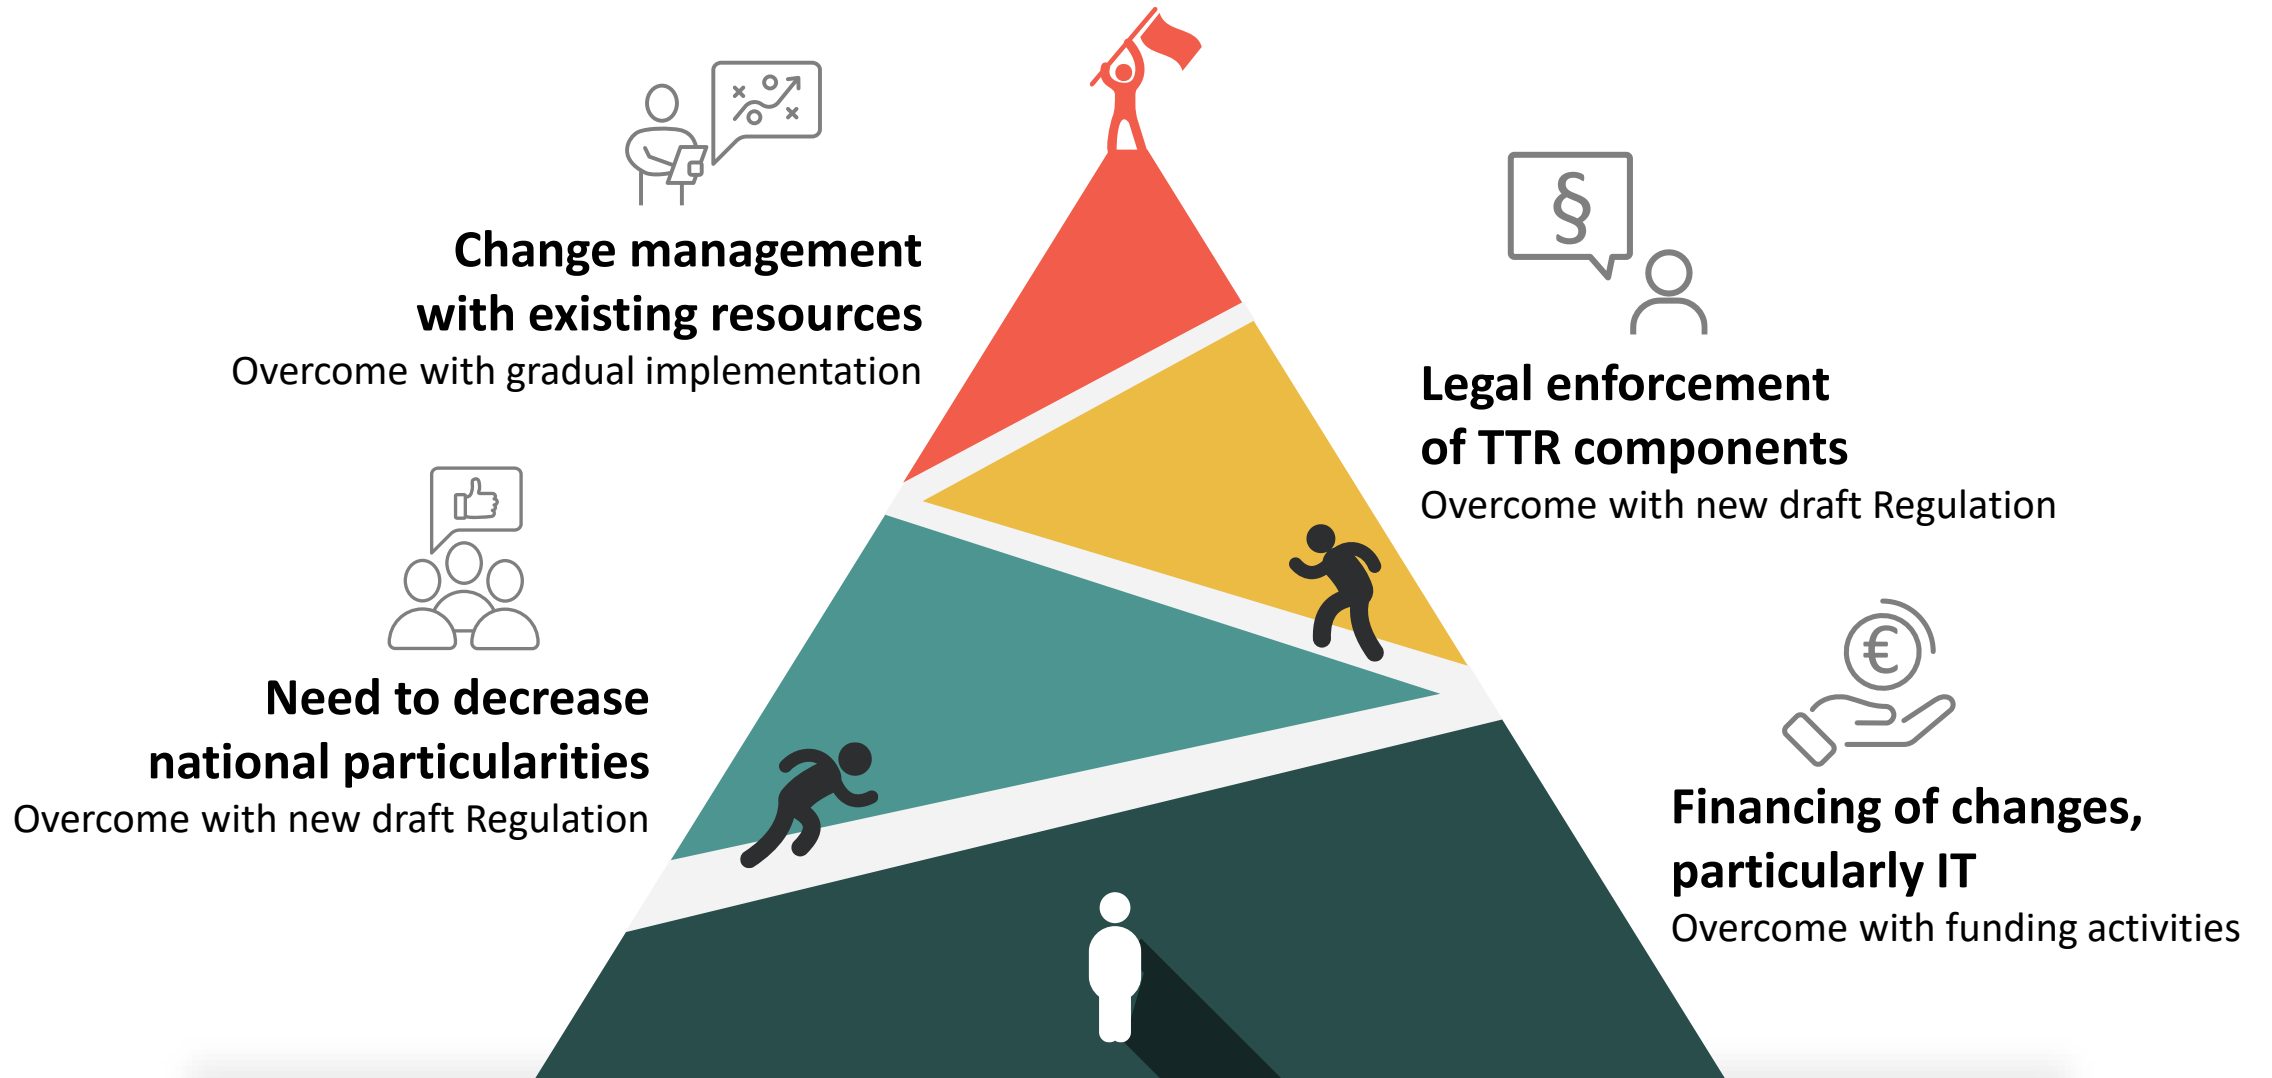 Change management
with existing resources
Overcome with gradual implementation
§
Legal enforcement
of TTR components
Overcome with new draft Regulation
Need to decrease
national particularities
Overcome with new draft Regulation
€
Financing of changes,
particularly IT
Overcome with funding activities